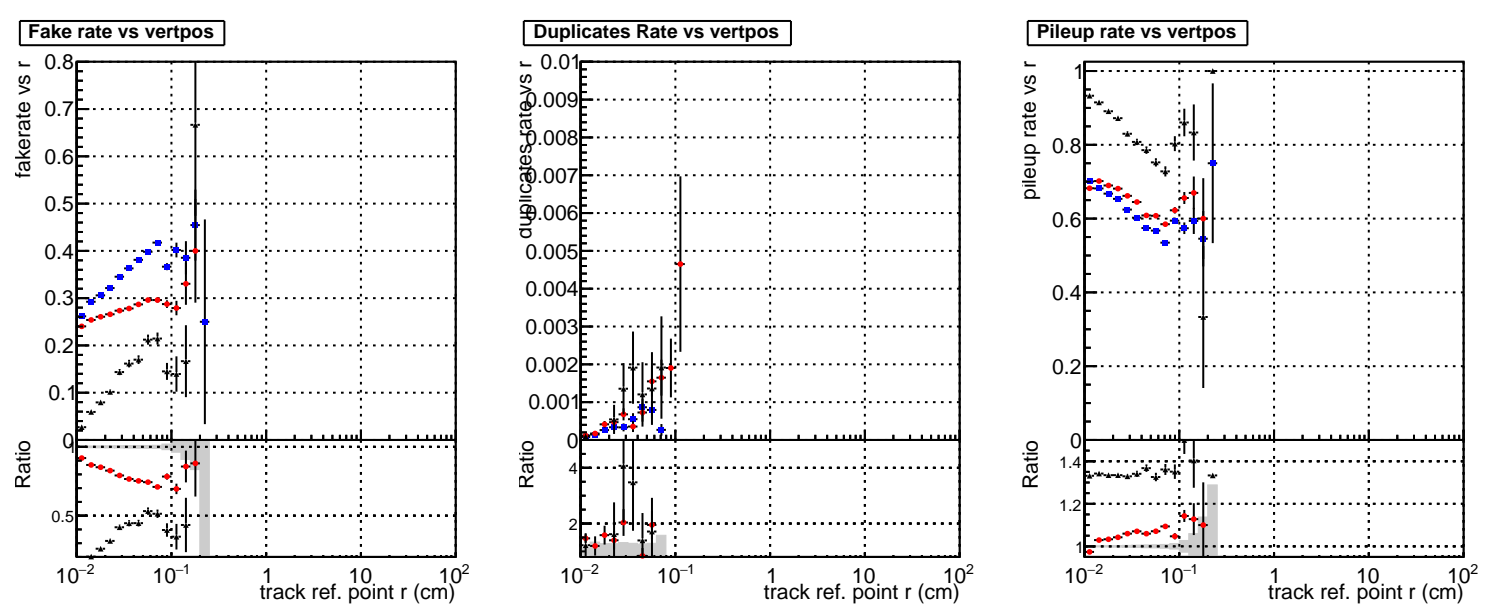 Fake rate vs vertpos
fakerate vs r
0.8
0.7
0.6
0.5
0.4
0.3
0.2
0.1
0
Ratio
0.5
10⁻² 10⁻¹ 1 10 10²
track ref. point r (cm)
Duplicates Rate vs vertpos
duplicates rate vs r
0.01
0.009
0.008
0.007
0.006
0.005
0.004
0.003
0.002
0.001
0
Ratio
4
2
10⁻² 10⁻¹ 1 10 10²
track ref. point r (cm)
Pileup rate vs vertpos
pileup rate vs r
1
0.8
0.6
0.4
0.2
0
Ratio
1.4
1.2
1
10⁻² 10⁻¹ 1 10 10²
track ref. point r (cm)